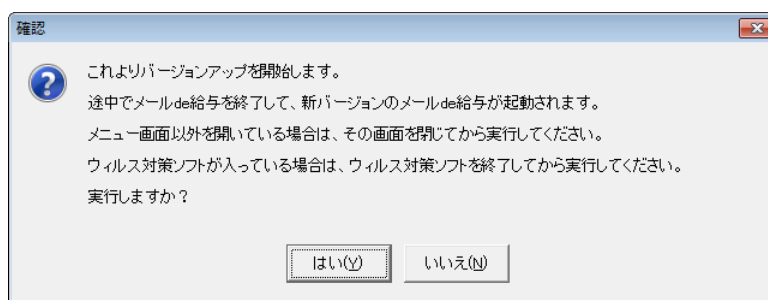 確認
これよりバージョンアップを開始します。
途中でメールde給与を終了して、新バージョンのメールde給与が起動されます。
メニュー画面以外を開いている場合は、その画面を閉じてから実行してください。
ウィルス対策ソフトが入っている場合は、ウィルス対策ソフトを終了してから実行してください。
実行しますか？
はい(Y)
いいえ(N)